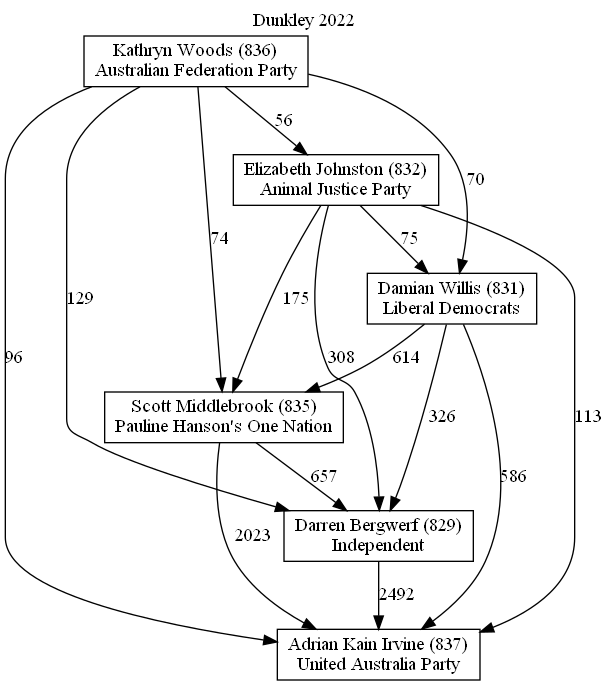 Dunkley 2022
Kathryn Woods (836)
Australian Federation Party
56
Elizabeth Johnston (832)
Animal Justice Party
70
74
75
Damian Willis (831)
Liberal Democrats
129
175
96
308
614
113
Scott Middlebrook (835)
Pauline Hanson's One Nation
326
657
586
2023
Darren Bergwerf (829)
Independent
2492
Adrian Kain Irvine (837)
United Australia Party